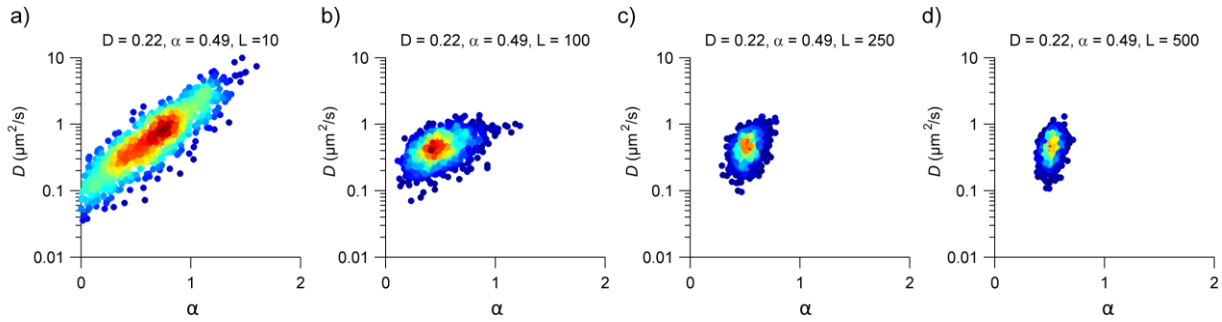 a)
D = 0.22, α = 0.49, L =10
D (μm²/s)
10
1
0.1
0.01
0
1
2
α
b)
D = 0.22, α = 0.49, L = 100
D (μm²/s)
10
1
0.1
0.01
0
1
2
α
c)
D = 0.22, α = 0.49, L = 250
D (μm²/s)
10
1
0.1
0.01
0
1
2
α
d)
D = 0.22, α = 0.49, L = 500
D (μm²/s)
10
1
0.1
0.01
0
1
2
α